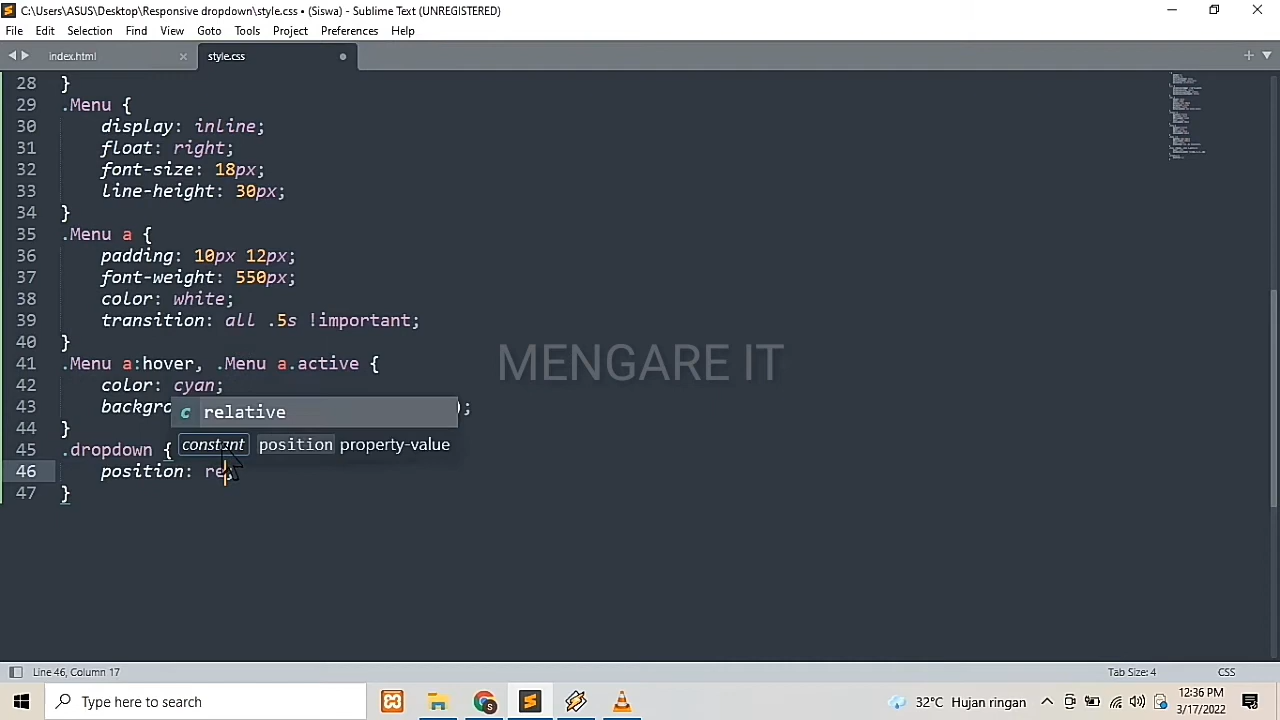 C:\Users\ASUS\Desktop\Responsive dropdown\style.css • (Siswa) - Sublime Text (UNREGISTERED)
File Edit Selection Find View Goto Tools Project Preferences Help
index.html style.css
28 }
29 .Menu {
30 display: inline;
31 float: right;
32 font-size: 18px;
33 line-height: 30px;
34 }
35 .Menu a {
36 padding: 10px 12px;
37 font-weight: 550px;
38 color: white;
39 transition: all .5s !important;
40 }
41 .Menu a:hover, .Menu a.active {
42 color: cyan;
43 backgro );
c relative
44 }
constant position property-value
45 .dropdown {
46 position: re;
47 }
MENGARE IT
Line 46, Column 17 Tab Size: 4 CSS
Type here to search
32°C Hujan ringan
12:36 PM
3/17/2022